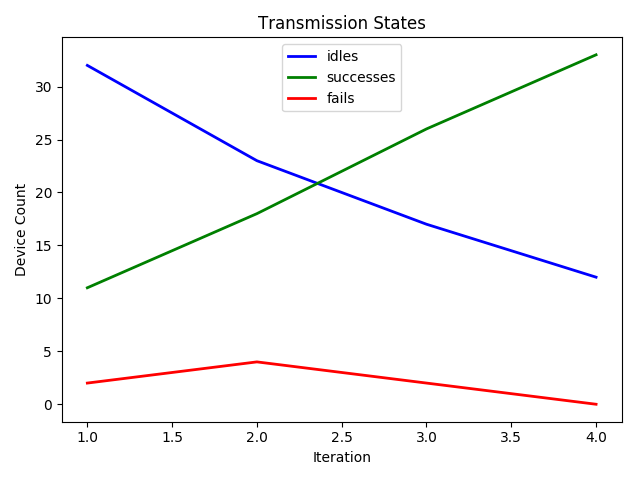 Transmission States
idles
successes
fails
Device Count
30
25
20
15
10
5
0
1.0 1.5 2.0 2.5 3.0 3.5 4.0
Iteration